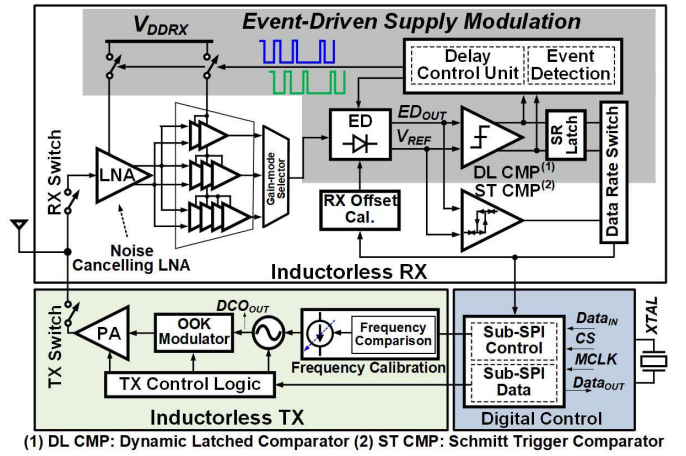 Event-Driven Supply Modulation
VDDRX
Delay
Control Unit
Event
Detection
RX Switch
LNA
Noise
Cancelling LNA
Gain-mode
Selector
ED
EDOUT
VREF
DL CMP(1)
ST CMP(2)
SR
Latch
Data Rate Switch
RX Offset
Cal.
Inductorless RX
TX Switch
PA
OOK
Modulator
DCOOUT
Frequency
Comparison
Frequency Calibration
TX Control Logic
Inductorless TX
Sub-SPI
Control
Sub-SPI
Data
DataIN
CS
MCLK
DataOUT
XTAL
Digital Control
(1) DL CMP: Dynamic Latched Comparator (2) ST CMP: Schmitt Trigger Comparator